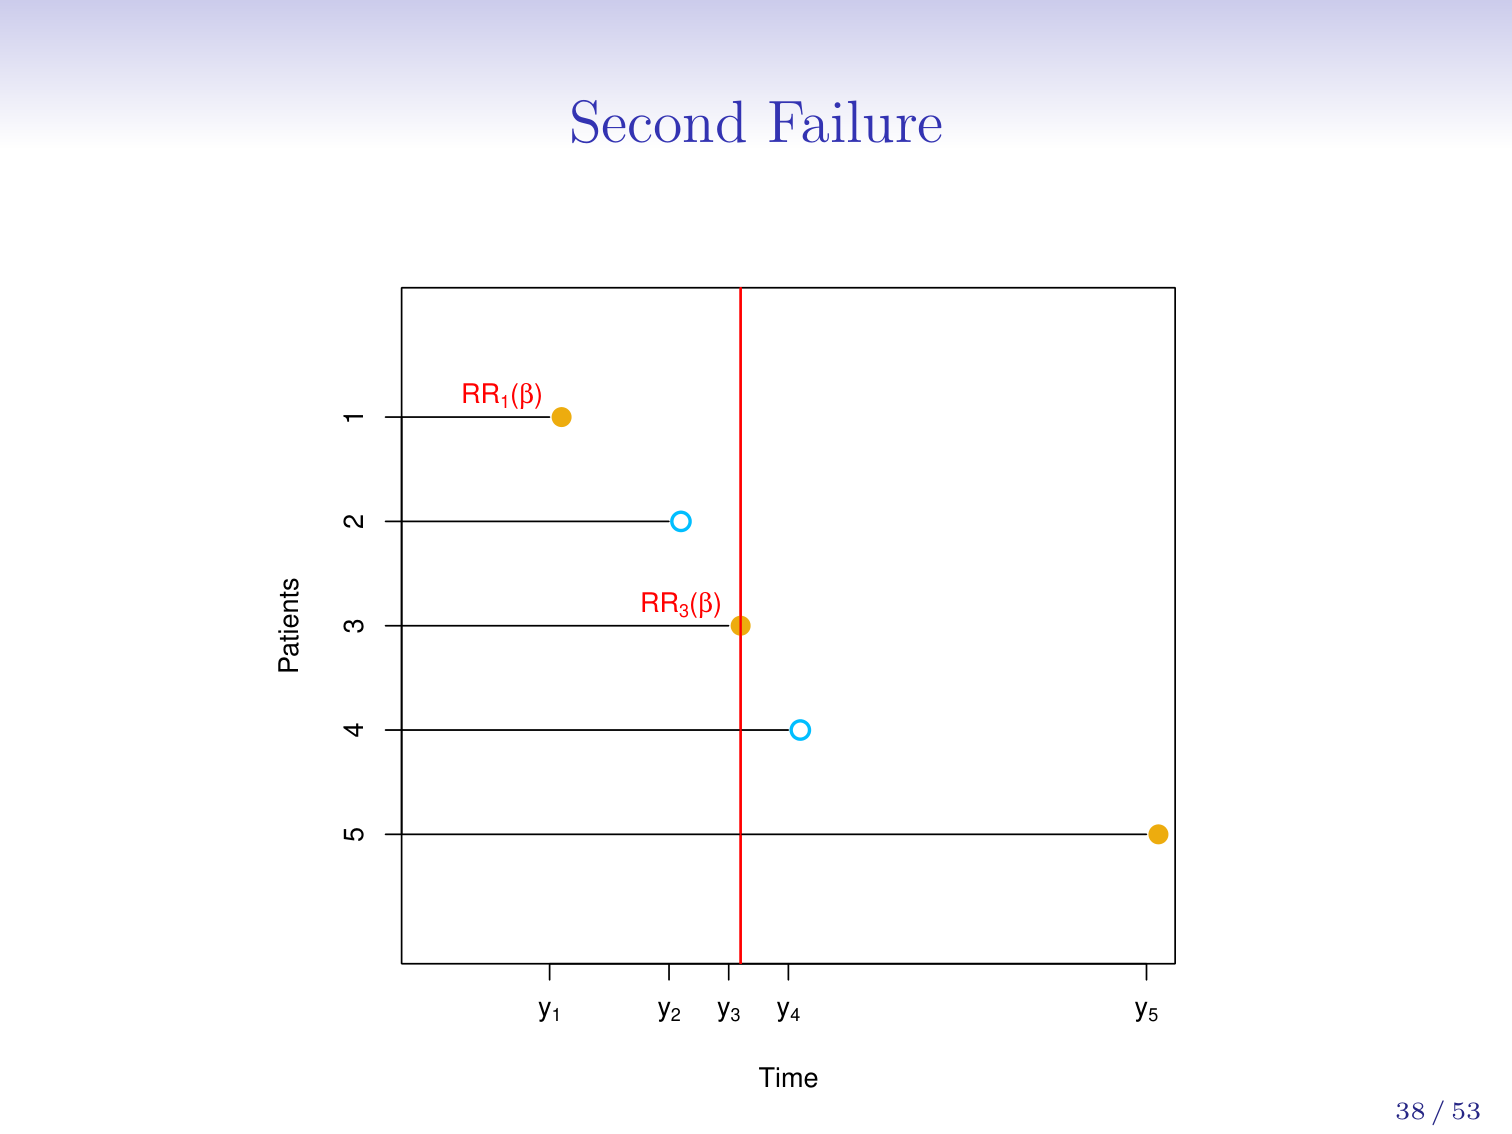 Second Failure
RR₁(β)
1
2
RR₃(β)
3
Patients
4
5
y₁ y₂ y₃ y₄ y₅
Time
38 / 53